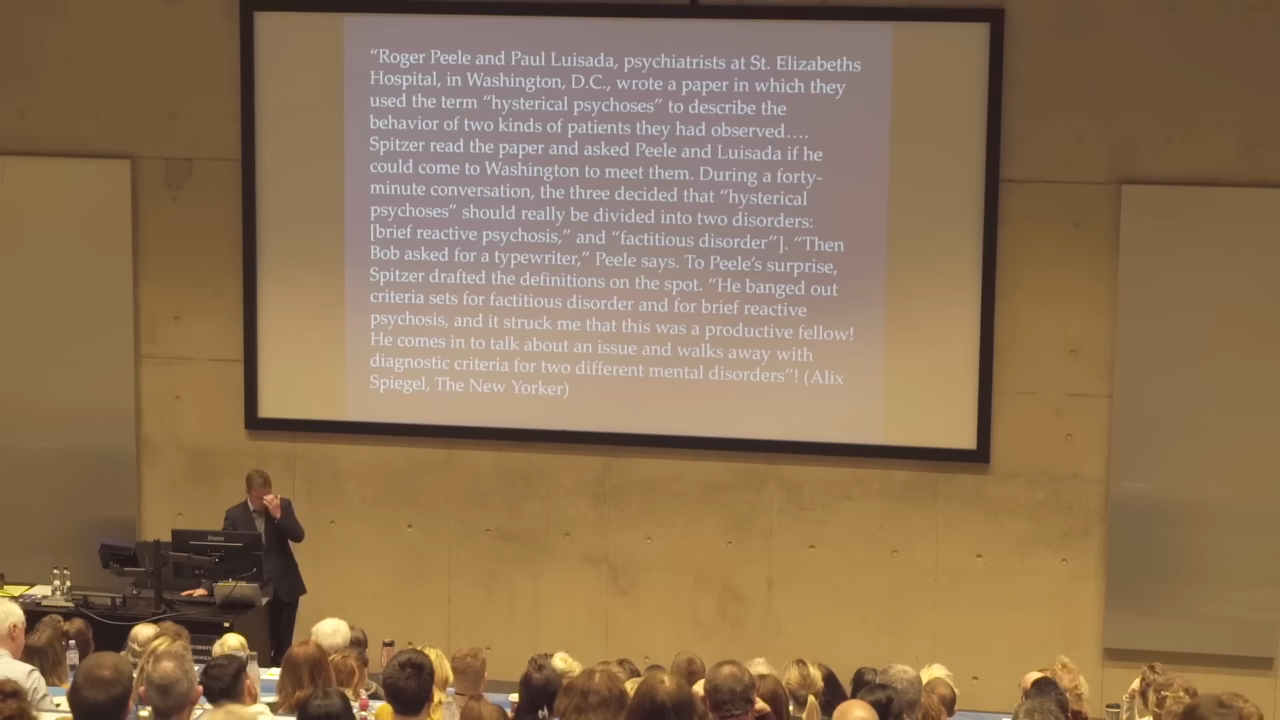 “Roger Peele and Paul Luisada, psychiatrists at St. Elizabeths
Hospital, in Washington, D.C., wrote a paper in which they
used the term “hysterical psychoses” to describe the
behavior of two kinds of patients they had observed….
Spitzer read the paper and asked Peele and Luisada if he
could come to Washington to meet them. During a forty-
minute conversation, the three decided that “hysterical
psychoses” should really be divided into two disorders:
[brief reactive psychosis,” and “factitious disorder”]. “Then
Bob asked for a typewriter,” Peele says. To Peele’s surprise,
Spitzer drafted the definitions on the spot. “He banged out
criteria sets for factitious disorder and for brief reactive
psychosis, and it struck me that this was a productive fellow!
He comes in to talk about an issue and walks away with
diagnostic criteria for two different mental disorders”! (Alix
Spiegel, The New Yorker)